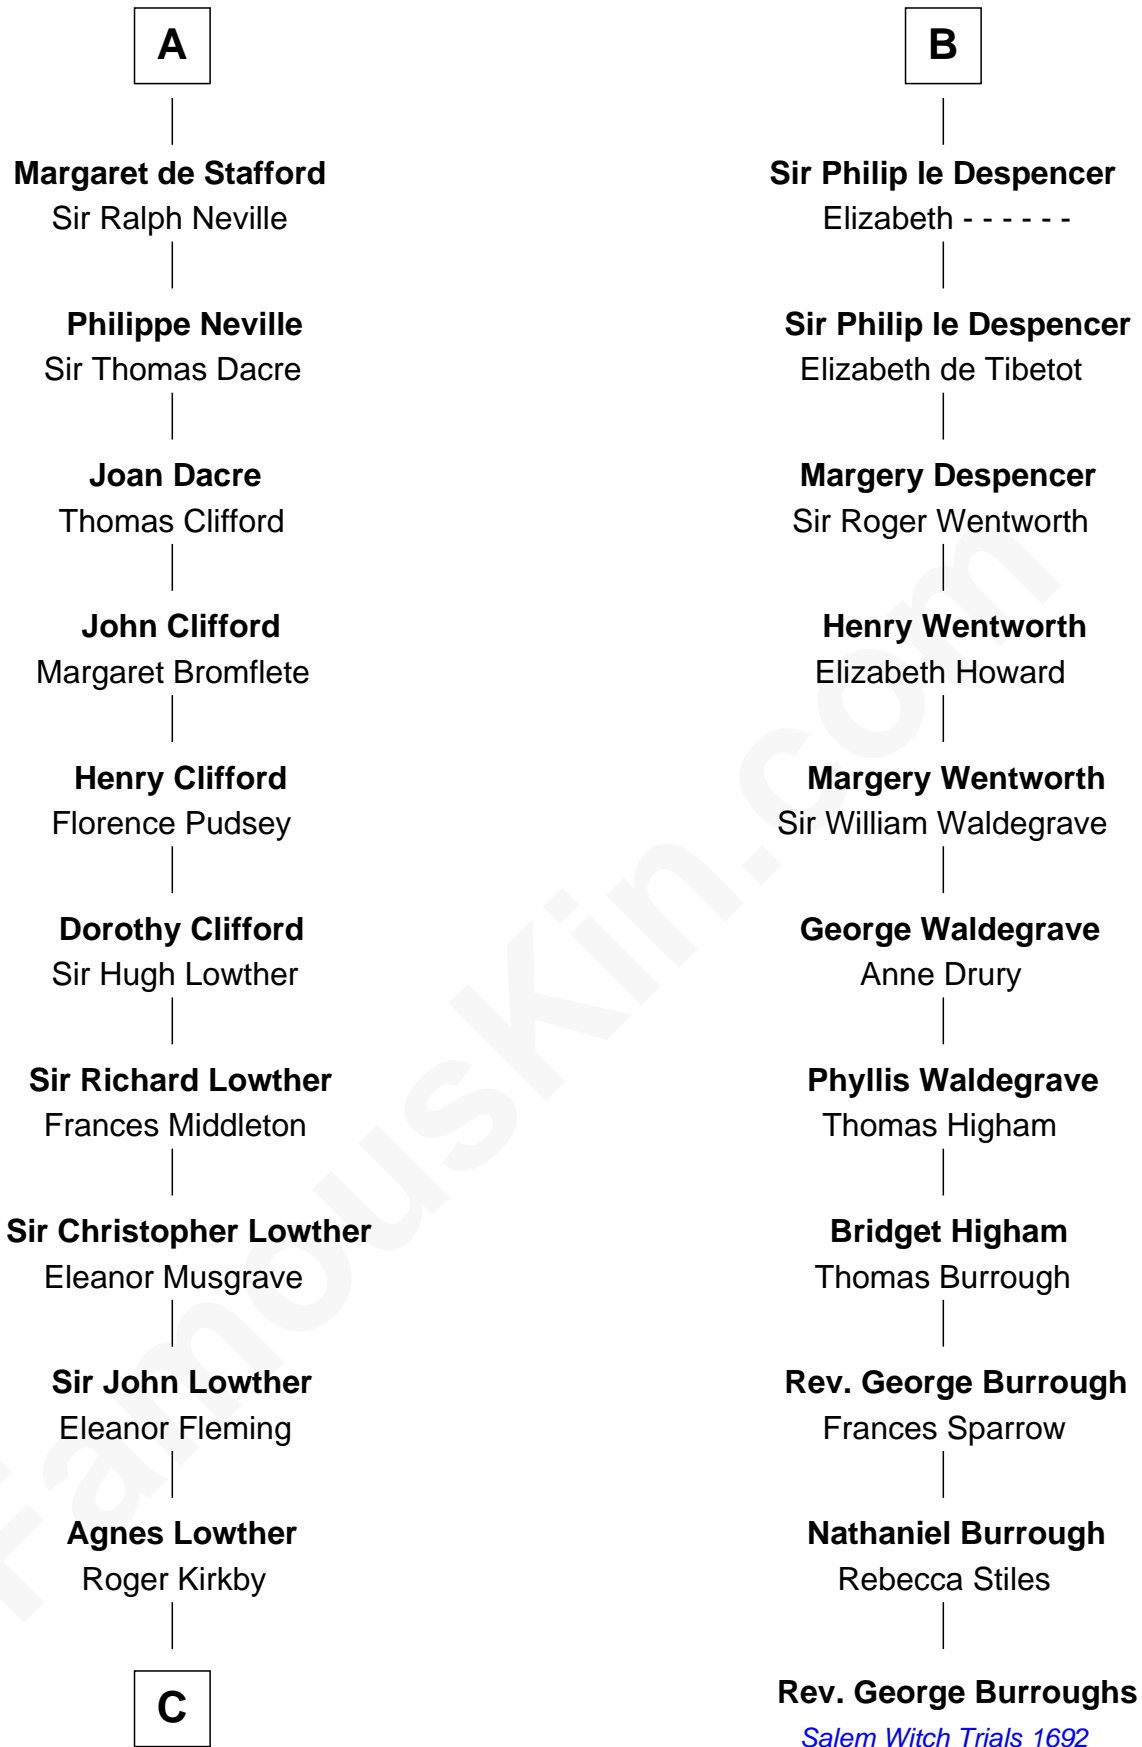 A
Margaret de Stafford
Sir Ralph Neville
Philippe Neville
Sir Thomas Dacre
Joan Dacre
Thomas Clifford
John Clifford
Margaret Bromflete
Henry Clifford
Florence Pudsey
Dorothy Clifford
Sir Hugh Lowther
Sir Richard Lowther
Frances Middleton
Sir Christopher Lowther
Eleanor Musgrave
Sir John Lowther
Eleanor Fleming
Agnes Lowther
Roger Kirkby
C
B
Sir Philip le Despencer
Elizabeth - - - - - -
Sir Philip le Despencer
Elizabeth de Tibetot
Margery Despencer
Sir Roger Wentworth
Henry Wentworth
Elizabeth Howard
Margery Wentworth
Sir William Waldegrave
George Waldegrave
Anne Drury
Phyllis Waldegrave
Thomas Higham
Bridget Higham
Thomas Burrough
Rev. George Burrough
Frances Sparrow
Nathaniel Burrough
Rebecca Stiles
Rev. George Burroughs
Salem Witch Trials 1692
FamousKin.com